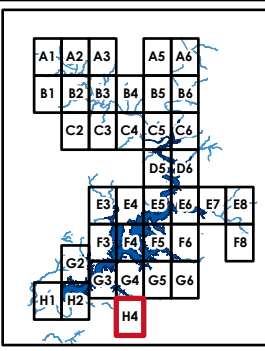 A1 A2 A3 A5 A6
B1 B2 B3 B4 B5 B6
C2 C3 C4 C5 C6
D5 D6
E3 E4 E5 E6 E7 E8
F3 F4 F5 F6 F8
G2
G3 G4 G5 G6
H1 H2
H4